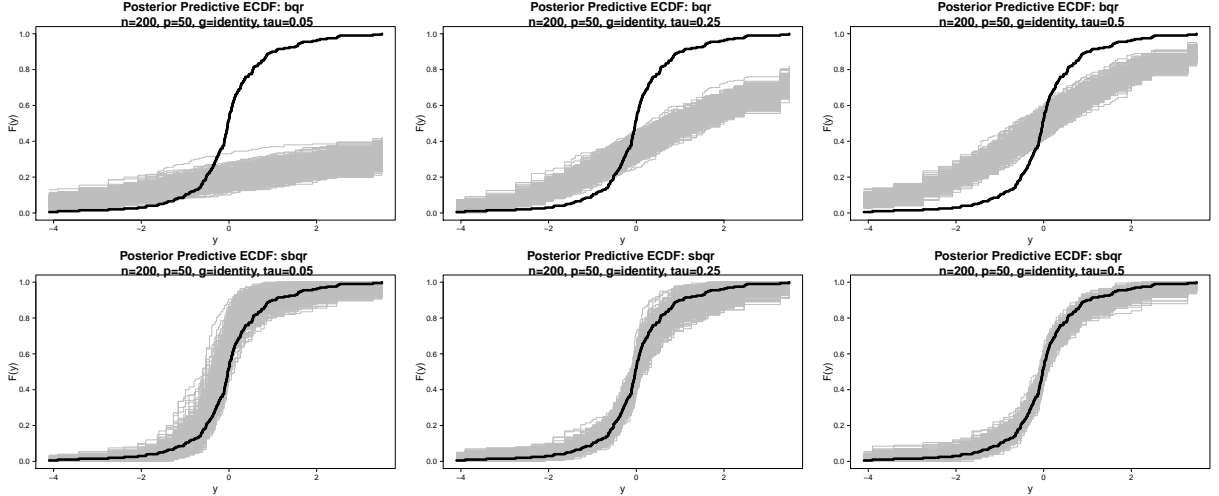 Posterior Predictive ECDF: bqr
n=200, p=50, g=identity, tau=0.05
1.0
0.8
0.6
0.4
0.2
0.0
F(y)
−4
−2
0
2
y
Posterior Predictive ECDF: bqr
n=200, p=50, g=identity, tau=0.25
1.0
0.8
0.6
0.4
0.2
0.0
F(y)
−4
−2
0
2
y
Posterior Predictive ECDF: bqr
n=200, p=50, g=identity, tau=0.5
1.0
0.8
0.6
0.4
0.2
0.0
F(y)
−4
−2
0
2
y
Posterior Predictive ECDF: sbqr
n=200, p=50, g=identity, tau=0.05
1.0
0.8
0.6
0.4
0.2
0.0
F(y)
−4
−2
0
2
y
Posterior Predictive ECDF: sbqr
n=200, p=50, g=identity, tau=0.25
1.0
0.8
0.6
0.4
0.2
0.0
F(y)
−4
−2
0
2
y
Posterior Predictive ECDF: sbqr
n=200, p=50, g=identity, tau=0.5
1.0
0.8
0.6
0.4
0.2
0.0
F(y)
−4
−2
0
2
y